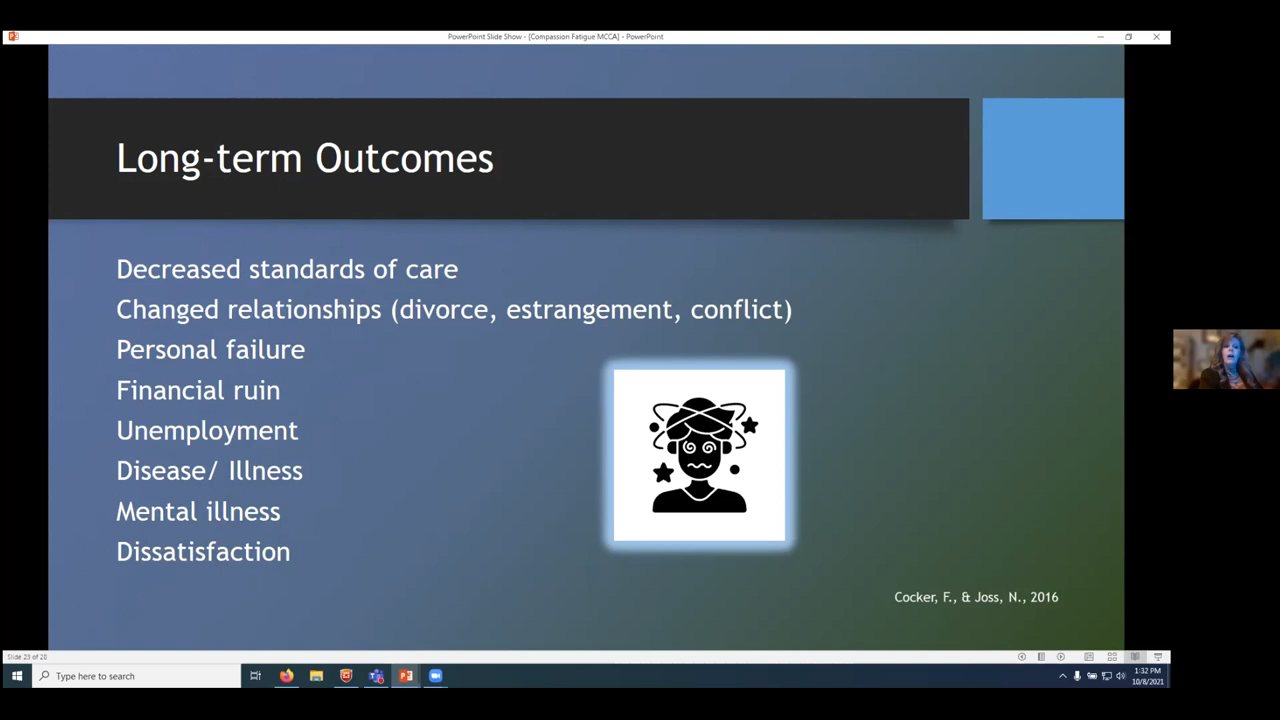 PowerPoint Slide Show - [Compassion Fatigue MCCA] - PowerPoint
Long-term Outcomes
Decreased standards of care
Changed relationships (divorce, estrangement, conflict)
Personal failure
Financial ruin
Unemployment
Disease/ Illness
Mental illness
Dissatisfaction
Cocker, F., & Joss, N., 2016
Slide 23 of 28
Type here to search
1:32 PM
10/8/2021